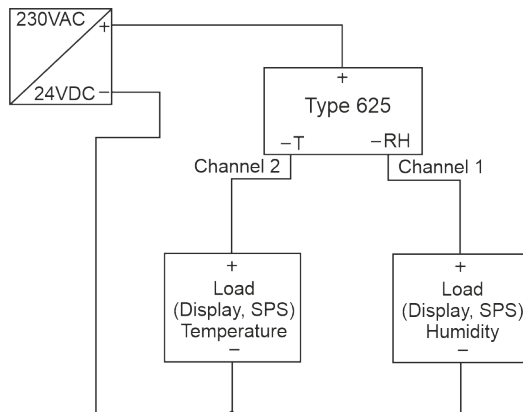 230VAC
+
24VDC −
+
Type 625
−T −RH
Channel 2 Channel 1
+
Load
(Display, SPS)
Temperature
−
+
Load
(Display, SPS)
Humidity
−